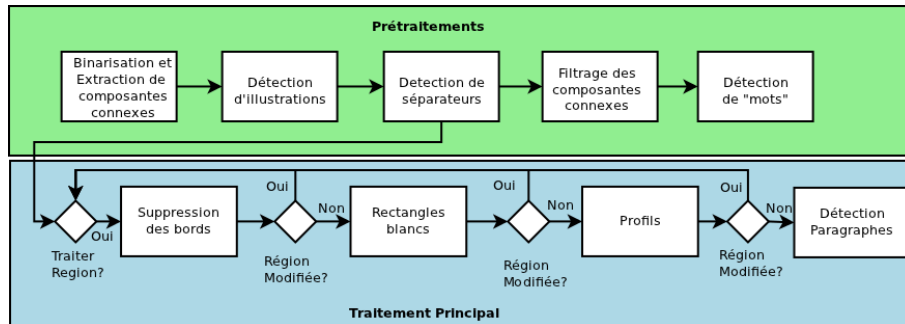 Prétraitements
Binarisation et
Extraction de
composantes
connexes
Détection
d'illustrations
Detection de
séparateurs
Filtrage des
composantes
connexes
Détection
de "mots"
Traiter
Region?
Oui
Suppression
des bords
Oui
Région
Modifiée?
Non
Rectangles
blancs
Oui
Région
Modifiée?
Non
Profils
Oui
Région
Modifiée?
Non
Détection
Paragraphes
Traitement Principal